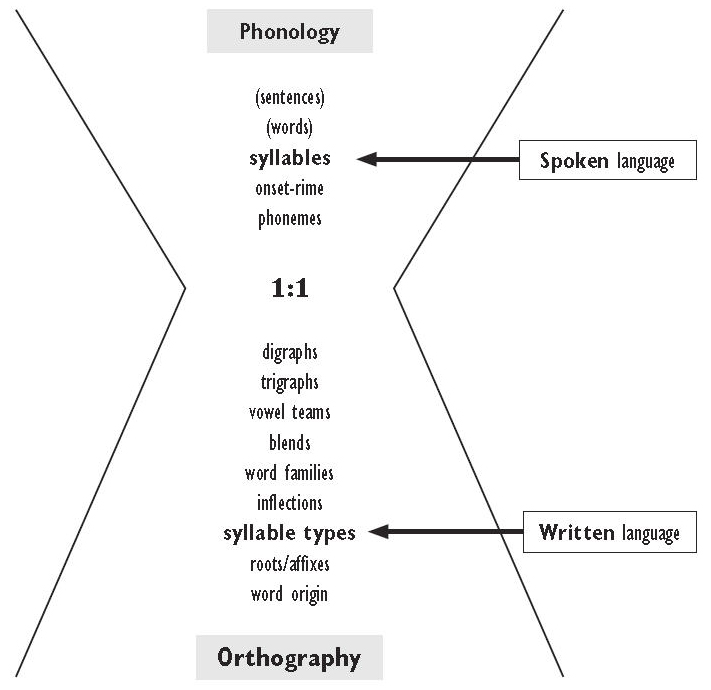 Phonology
(sentences)
(words)
syllables
Spoken language
onset-rime
phonemes
1:1
digraphs
trigraphs
vowel teams
blends
word families
inflections
syllable types
Written language
roots/affixes
word origin
Orthography